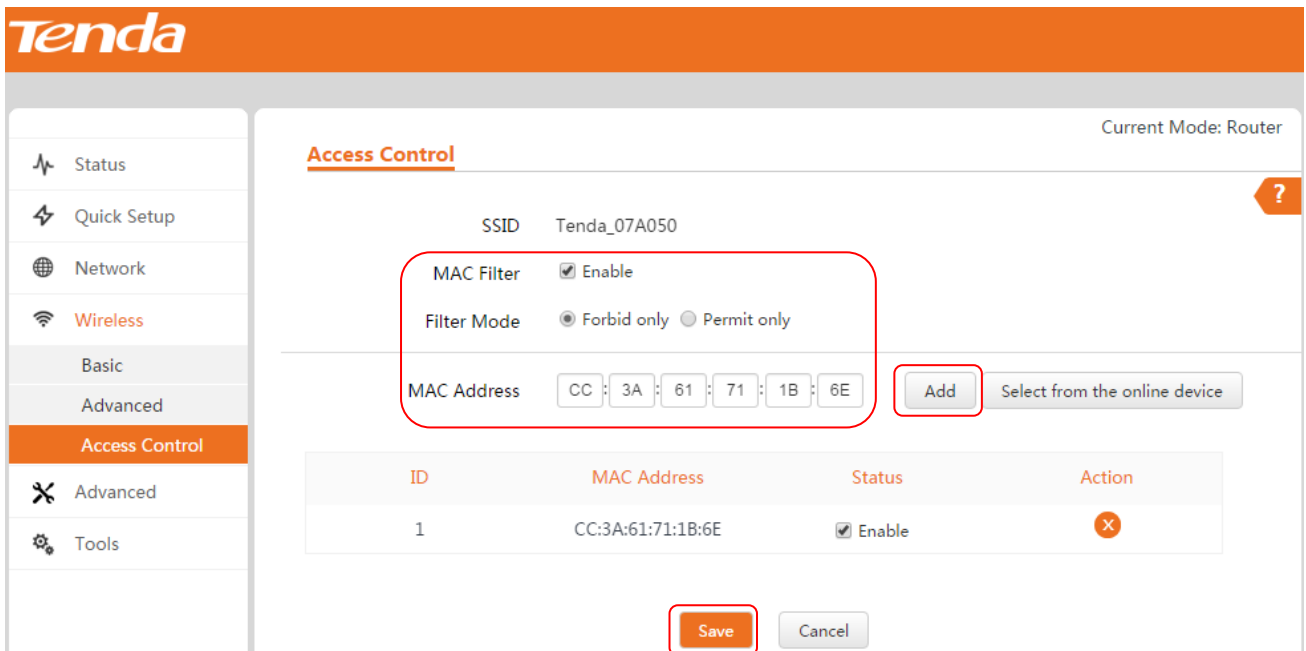 Tenda
Current Mode: Router
Access Control
?
Status
Quick Setup
Network
Wireless
Basic
Advanced
Access Control
Advanced
Tools
SSID Tenda_07A050
MAC Filter Enable
Filter Mode Forbid only Permit only
MAC Address CC : 3A : 61 : 71 : 1B : 6E Add Select from the online device
ID MAC Address Status Action
1 CC:3A:61:71:1B:6E Enable X
Save Cancel